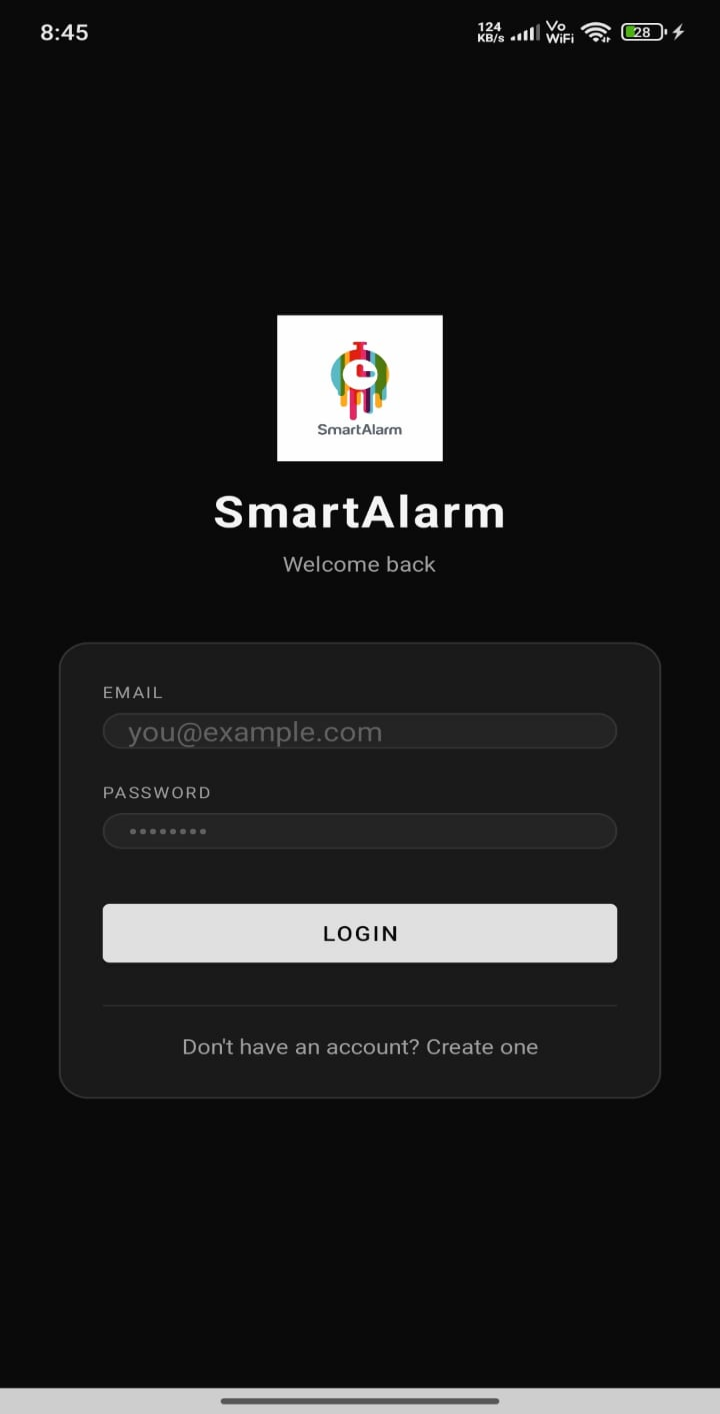 8:45
124
KB/s
Vo
WiFi
28
SmartAlarm
SmartAlarm
Welcome back
EMAIL
you@example.com
PASSWORD
••••••••
LOGIN
Don't have an account? Create one